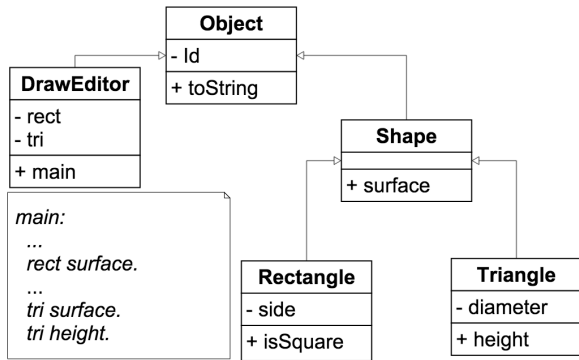 Object
- Id
+ toString
DrawEditor
- rect
- tri
+ main
Shape
+ surface
main:
...
rect surface.
...
tri surface.
tri height.
Rectangle
- side
+ isSquare
Triangle
- diameter
+ height